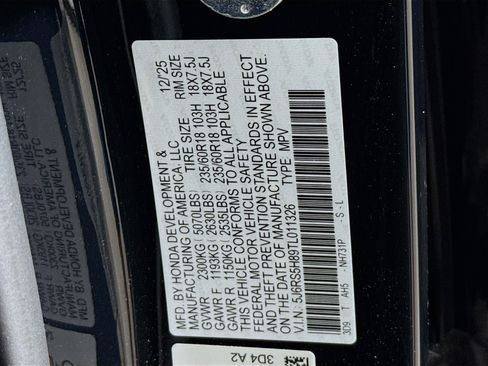 MFD. BY HONDA DEVELOPMENT & 12/25
MANUFACTURING OF AMERICA, LLC
TIRE SIZE RIM SIZE
GVWR 2300KG (5070LBS)
GAWR F 1193KG (2630LBS) 235/60R18 103H 18X7.5J
GAWR R 1150KG (2535LBS) 235/60R18 103H 18X7.5J
THIS VEHICLE CONFORMS TO ALL APPLICABLE
FEDERAL MOTOR VEHICLE SAFETY
AND THEFT PREVENTION STANDARDS IN EFFECT
ON THE DATE OF MANUFACTURE SHOWN ABOVE.
V.I.N: 5J6RS5H89TL011326 TYPE: MPV
3D9 T AH5 NH731P - S - L
3D4 A2